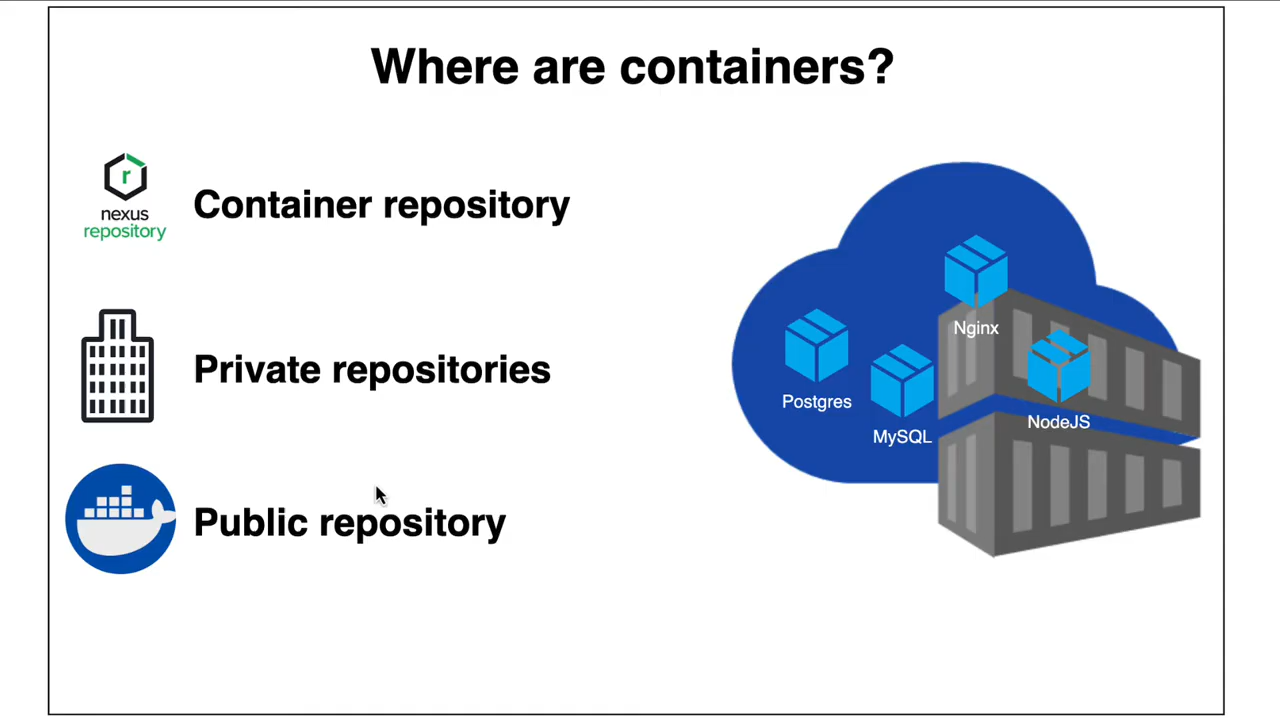 Where are containers?
r
nexus
repository
Container repository
Private repositories
Public repository
Nginx
Postgres
MySQL
NodeJS